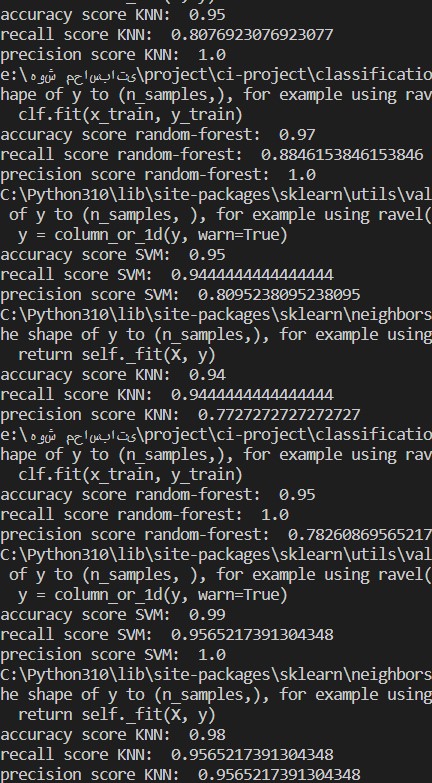 accuracy score KNN:  0.95
recall score KNN:  0.8076923076923077
precision score KNN:  1.0
e:\هوش محاسباتی\project\ci-project\classificatio
hape of y to (n_samples,), for example using rav
  clf.fit(x_train, y_train)
accuracy score random-forest:  0.97
recall score random-forest:  0.8846153846153846
precision score random-forest:  1.0
C:\Python310\lib\site-packages\sklearn\utils\val
 of y to (n_samples, ), for example using ravel(
  y = column_or_1d(y, warn=True)
accuracy score SVM:  0.95
recall score SVM:  0.9444444444444444
precision score SVM:  0.8095238095238095
C:\Python310\lib\site-packages\sklearn\neighbors
he shape of y to (n_samples,), for example using
  return self._fit(X, y)
accuracy score KNN:  0.94
recall score KNN:  0.9444444444444444
precision score KNN:  0.7727272727272727
e:\هوش محاسباتی\project\ci-project\classificatio
hape of y to (n_samples,), for example using rav
  clf.fit(x_train, y_train)
accuracy score random-forest:  0.95
recall score random-forest:  1.0
precision score random-forest:  0.78260869565217
C:\Python310\lib\site-packages\sklearn\utils\val
 of y to (n_samples, ), for example using ravel(
  y = column_or_1d(y, warn=True)
accuracy score SVM:  0.99
recall score SVM:  0.9565217391304348
precision score SVM:  1.0
C:\Python310\lib\site-packages\sklearn\neighbors
he shape of y to (n_samples,), for example using
  return self._fit(X, y)
accuracy score KNN:  0.98
recall score KNN:  0.9565217391304348
precision score KNN:  0.9565217391304348